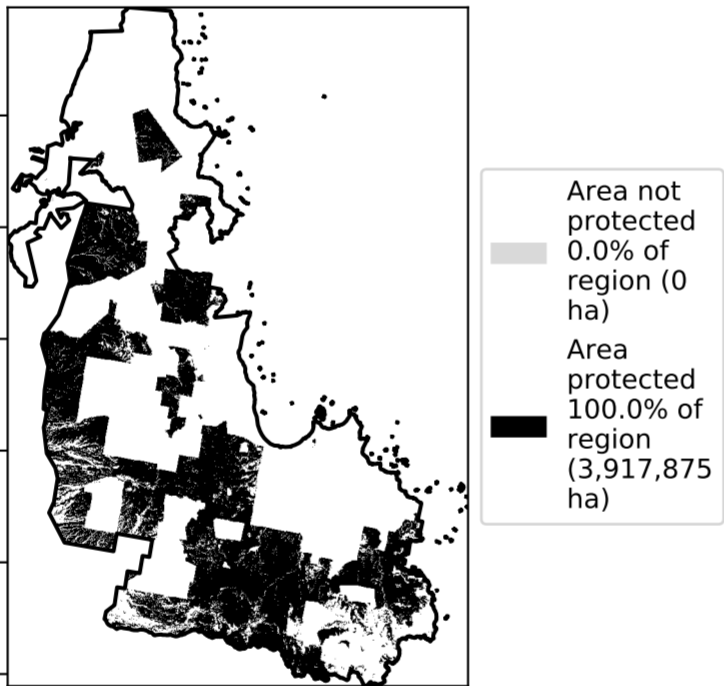 Area not
protected
0.0% of
region (0
ha)
Area
protected
100.0% of
region
(3,917,875
ha)